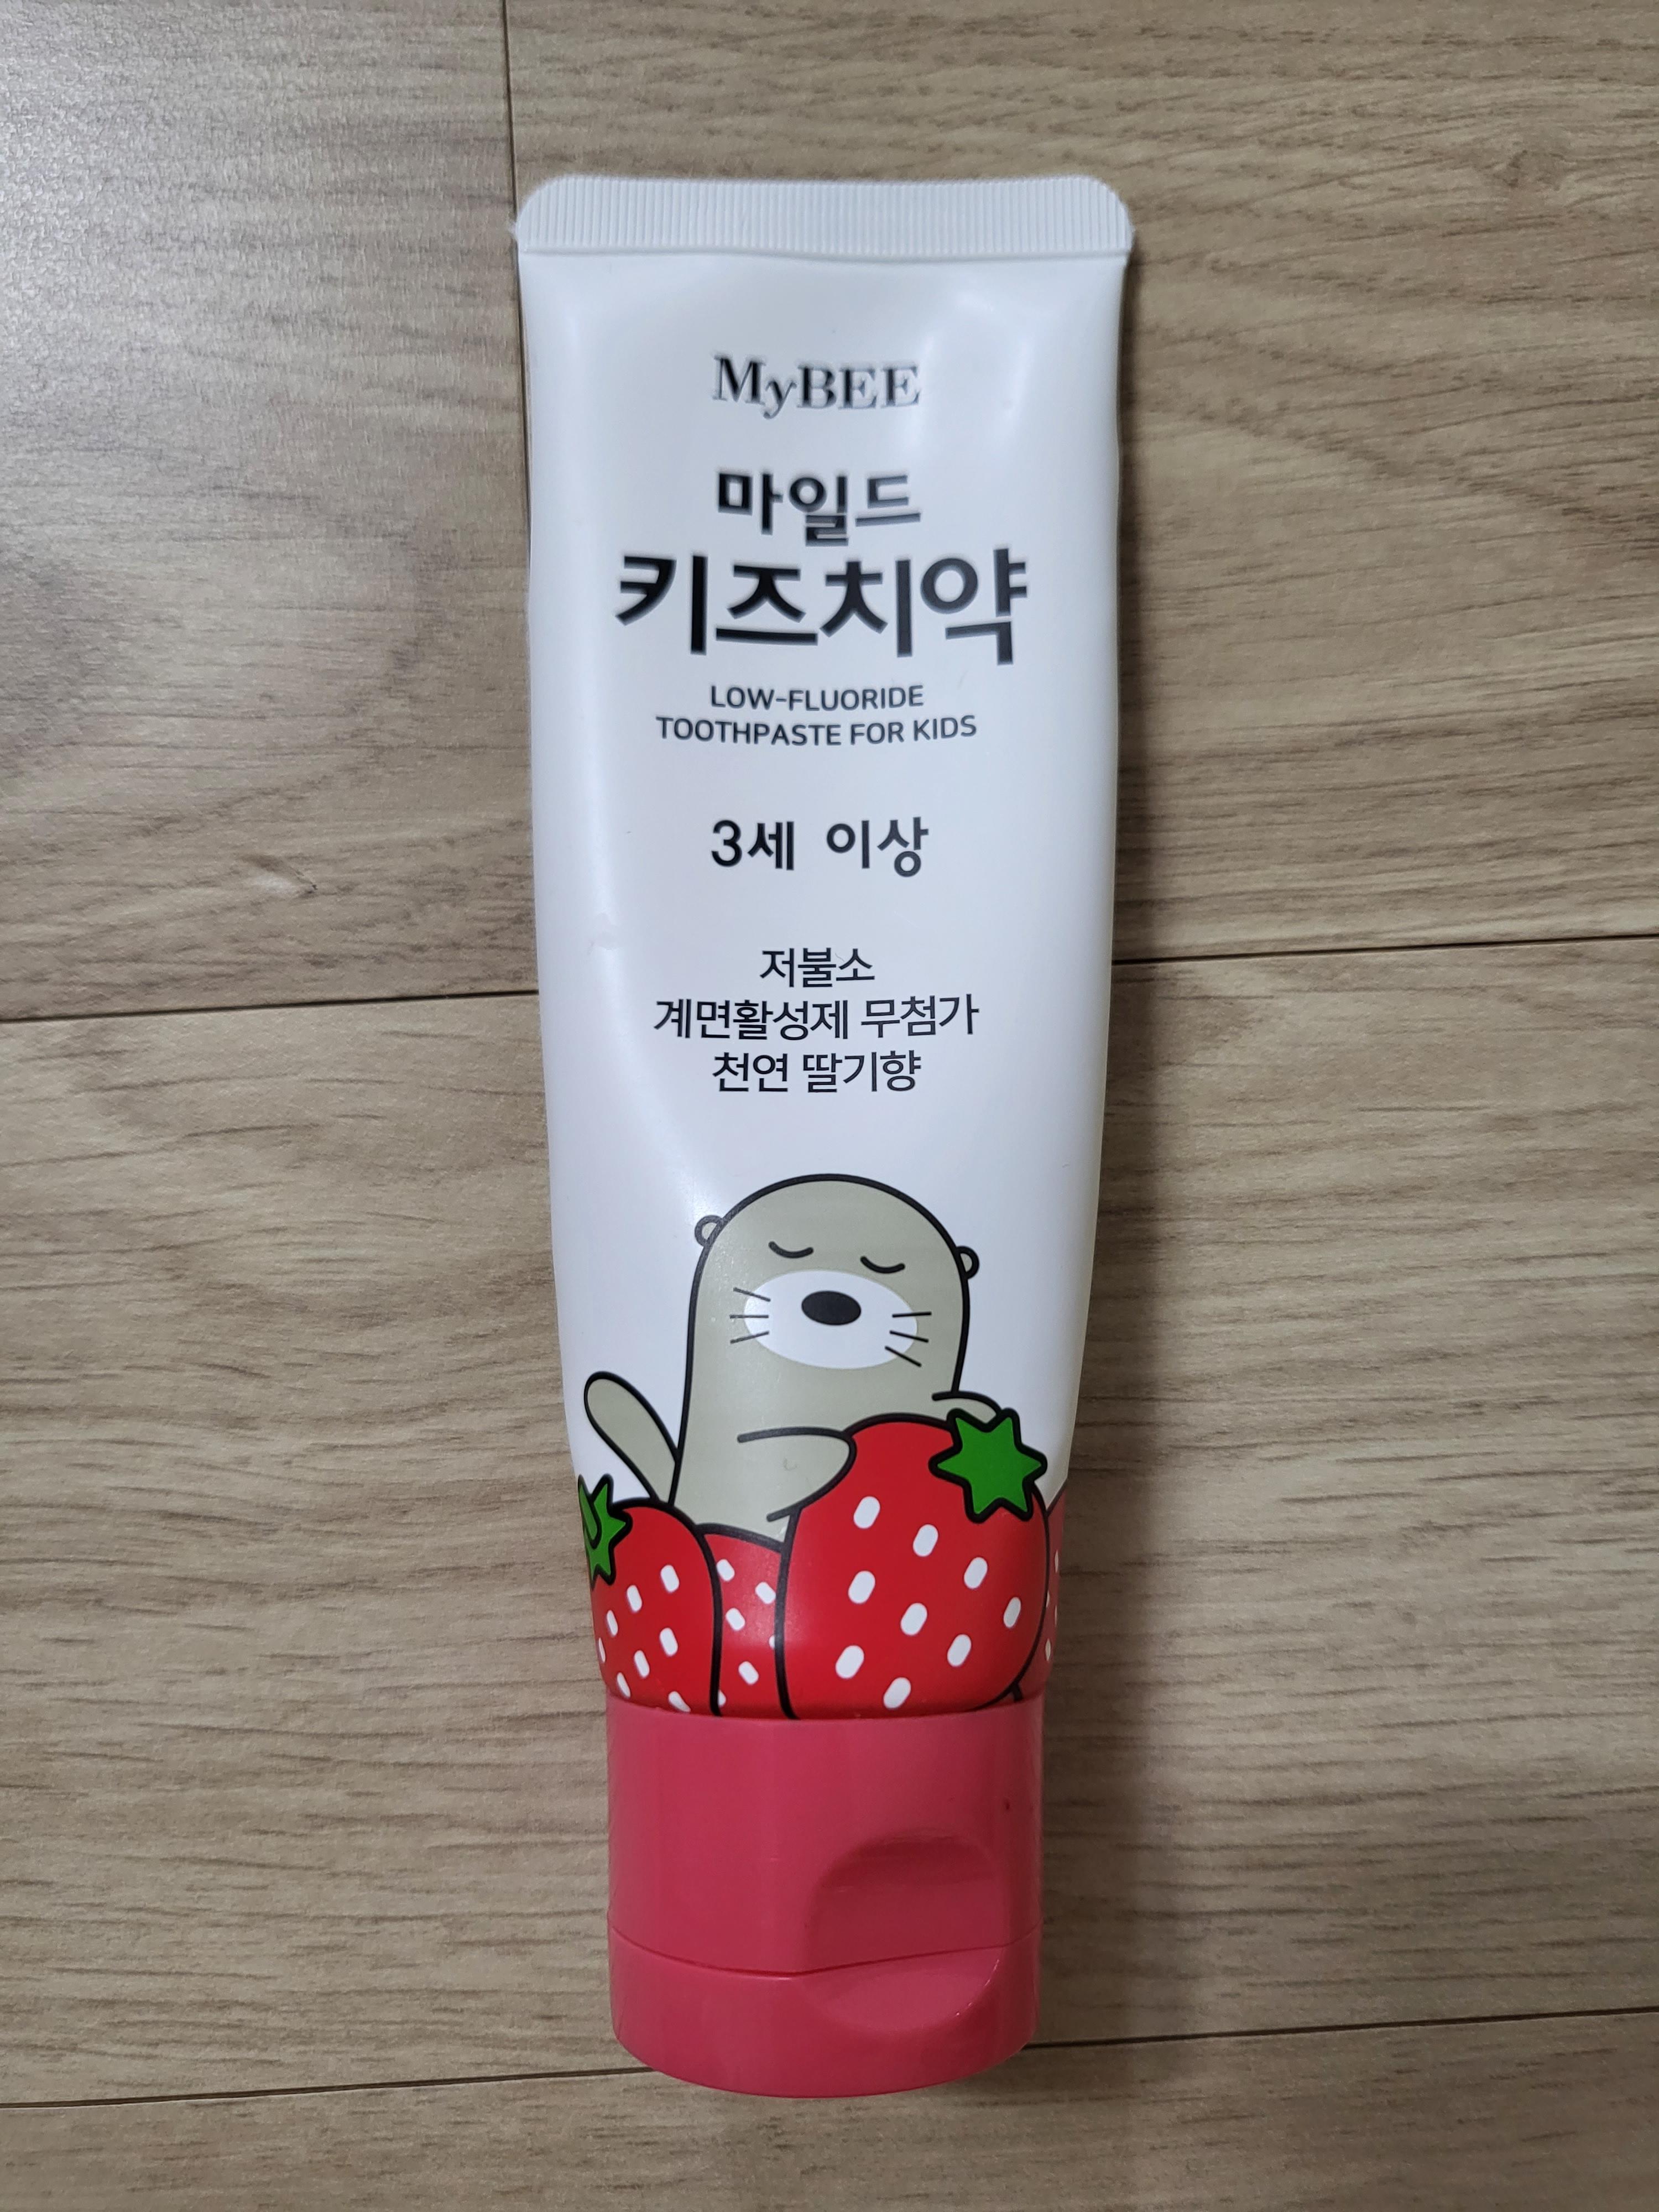 MyBEE
마일드
키즈치약
LOW-FLUORIDE
TOOTHPASTE FOR KIDS
3세 이상
저불소
계면활성제 무첨가
천연 딸기향